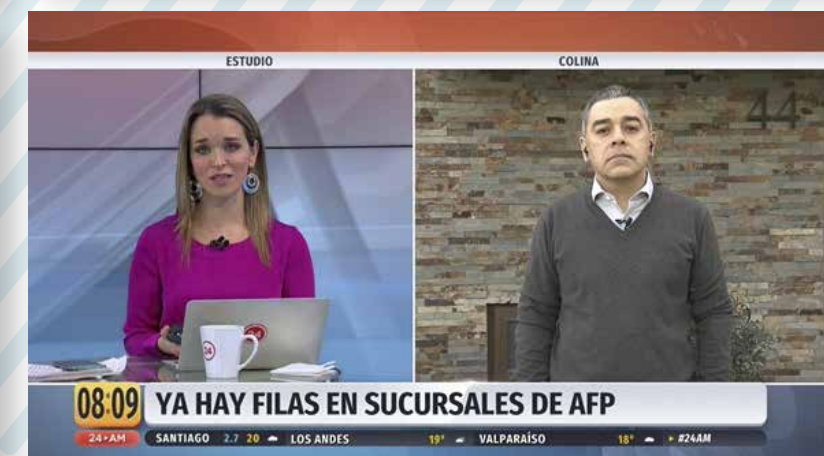 ESTUDIO
COLINA
44
24
08:09 YA HAY FILAS EN SUCURSALES DE AFP
24 AM SANTIAGO 2.7 20 LOS ANDES 19° VALPARAÍSO 18° #24AM